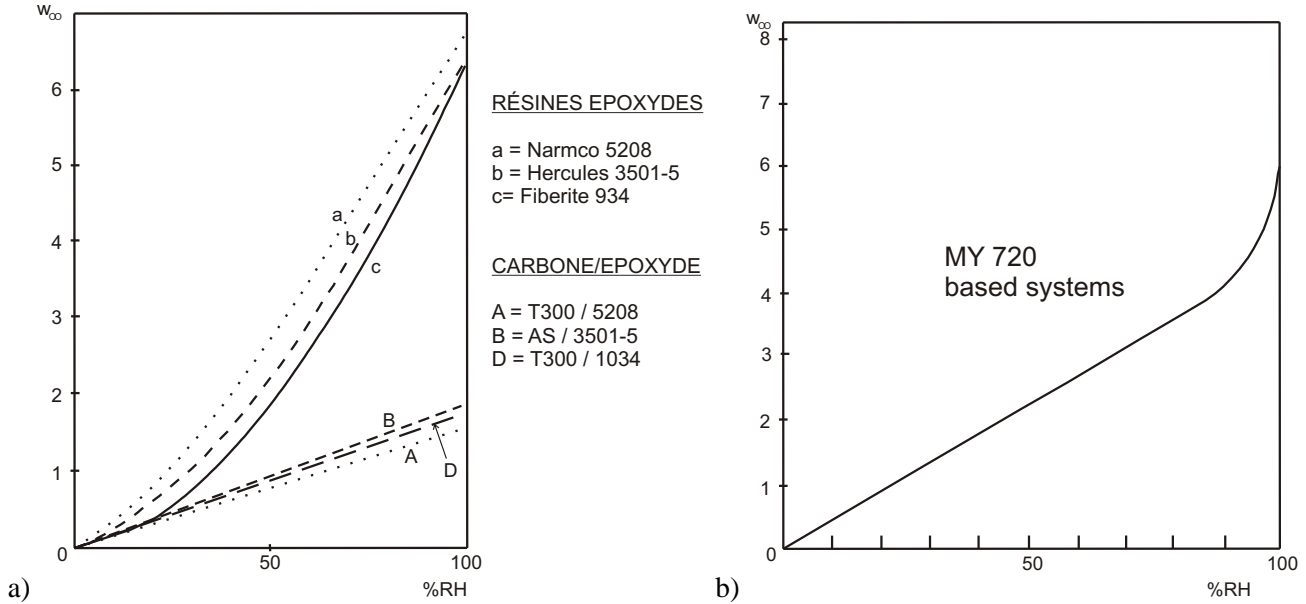 w∞
6
5
4
3
2
1
0
50
100
%RH
a
b
c
B
A
D
a)
RÉSINES EPOXYDES
a = Narmco 5208
b = Hercules 3501-5
c= Fiberite 934
CARBONE/EPOXYDE
A = T300 / 5208
B = AS / 3501-5
D = T300 / 1034
w∞
8
7
6
5
4
3
2
1
0
50
100
%RH
MY 720
based systems
b)